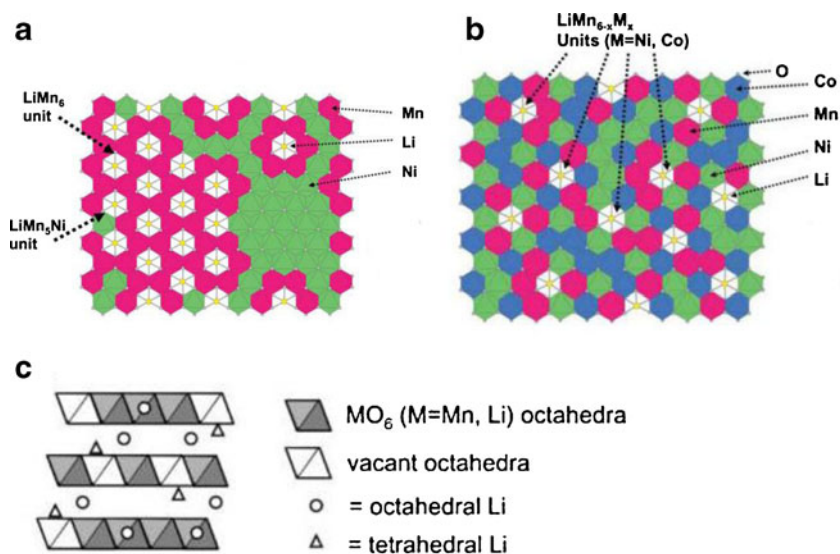 a
LiMn6
unit
LiMn5Ni
unit
Mn
Li
Ni
b
LiMn6-xMx
Units (M=Ni, Co)
O
Co
Mn
Ni
Li
c
MO6 (M=Mn, Li) octahedra
vacant octahedra
= octahedral Li
= tetrahedral Li